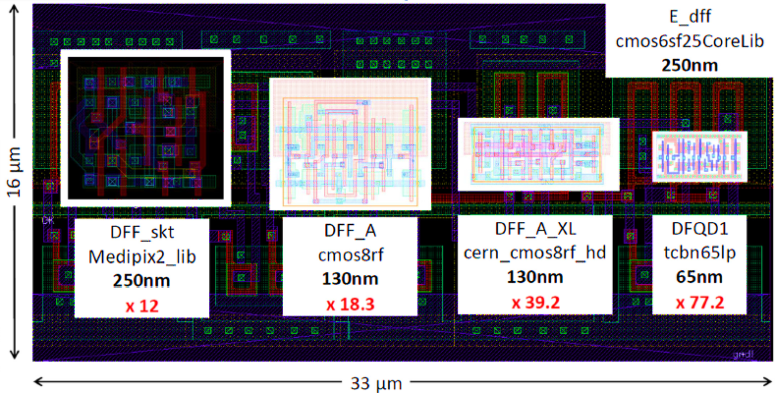 E_dff
cmos6sf25CoreLib
250nm
16 µm
DFF_skt
Medipix2_lib
250nm
x 12
DFF_A
cmos8rf
130nm
x 18.3
DFF_A_XL
cern_cmos8rf_hd
130nm
x 39.2
DFQD1
tcbn65lp
65nm
x 77.2
gnd!
33 µm